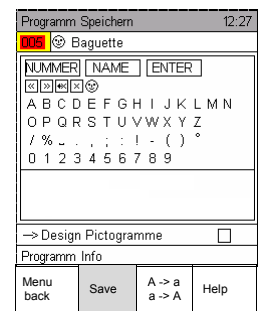 Programm Speichern 12:27
006 Baguette
NUMMER NAME ENTER
A B C D E F G H I J K L M N
O P Q R S T U V W X Y Z
/ % _ . , ; : ! - ( ) °
0 1 2 3 4 5 6 7 8 9
--> Design Pictogramme
Programm Info
Menu back Save A -> a a -> A Help